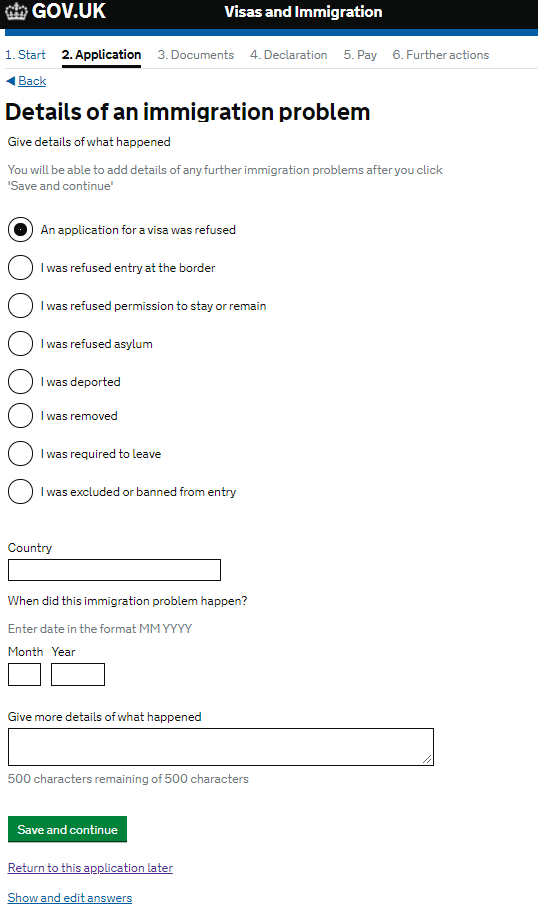 GOV.UK
Visas and Immigration
1. Start 2. Application 3. Documents 4. Declaration 5. Pay 6. Further actions
Back
Details of an immigration problem
Give details of what happened
You will be able to add details of any further immigration problems after you click
'Save and continue'
An application for a visa was refused
I was refused entry at the border
I was refused permission to stay or remain
I was refused asylum
I was deported
I was removed
I was required to leave
I was excluded or banned from entry
Country
When did this immigration problem happen?
Enter date in the format MM YYYY
Month Year
Give more details of what happened
500 characters remaining of 500 characters
Save and continue
Return to this application later
Show and edit answers